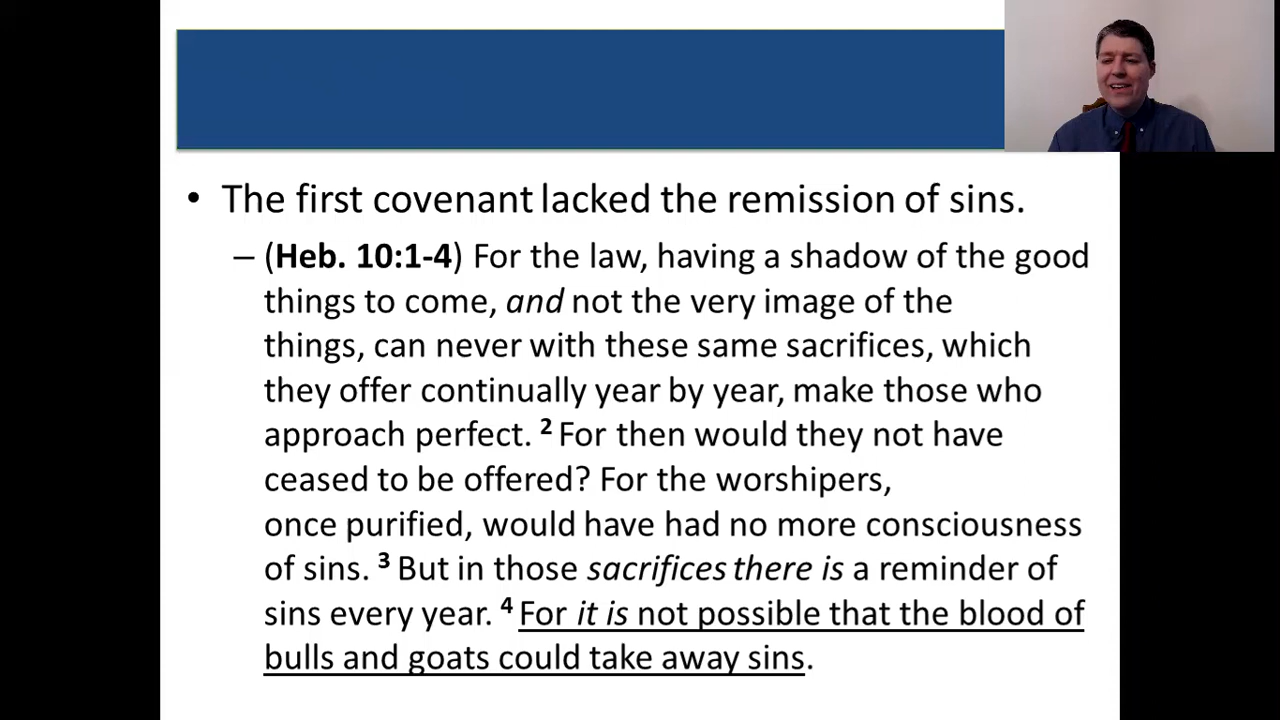 • The first covenant lacked the remission of sins.
– (Heb. 10:1-4) For the law, having a shadow of the good
things to come, and not the very image of the
things, can never with these same sacrifices, which
they offer continually year by year, make those who
approach perfect. ² For then would they not have
ceased to be offered? For the worshipers,
once purified, would have had no more consciousness
of sins. ³ But in those sacrifices there is a reminder of
sins every year. ⁴ For it is not possible that the blood of
bulls and goats could take away sins.